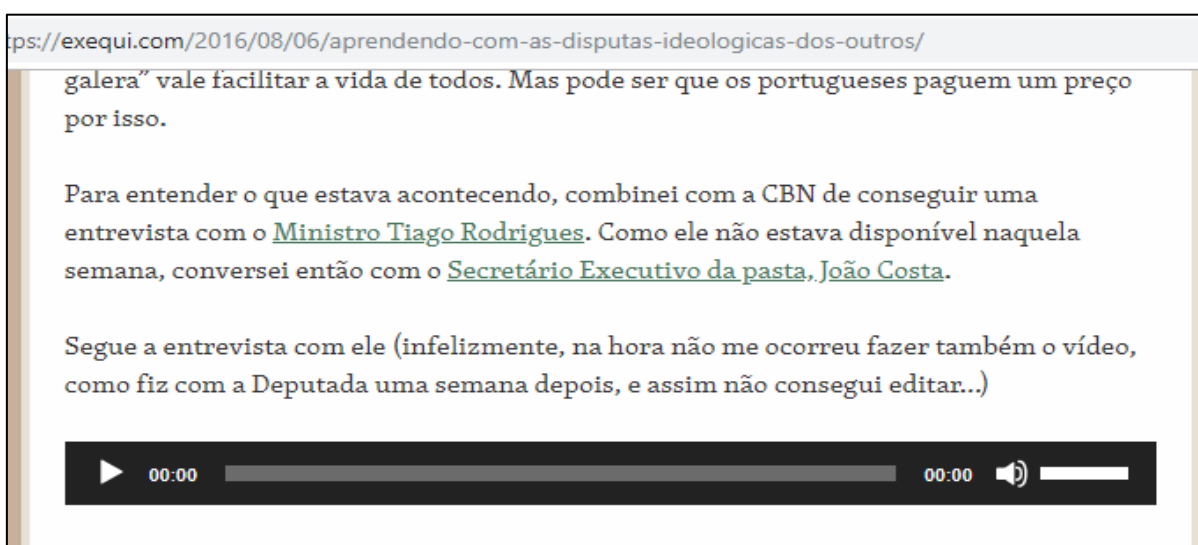 tps://exequi.com/2016/08/06/aprendendo-com-as-disputas-ideologicas-dos-outros/
galera” vale facilitar a vida de todos. Mas pode ser que os portugueses paguem um preço
por isso.
Para entender o que estava acontecendo, combinei com a CBN de conseguir uma
entrevista com o Ministro Tiago Rodrigues. Como ele não estava disponível naquela
semana, conversei então com o Secretário Executivo da pasta, João Costa.
Segue a entrevista com ele (infelizmente, na hora não me ocorreu fazer também o vídeo,
como fiz com a Deputada uma semana depois, e assim não consegui editar...)
00:00 00:00